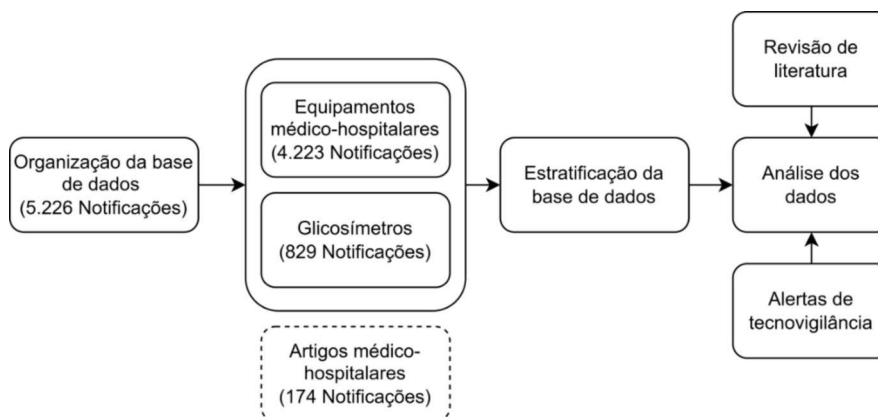 Organização da base
de dados
(5.226 Notificações)
Equipamentos
médico-hospitalares
(4.223 Notificações)
Glicosímetros
(829 Notificações)
Artigos médico-
hospitalares
(174 Notificações)
Estratificação da
base de dados
Revisão de
literatura
Análise dos
dados
Alertas de
tecnovigilância